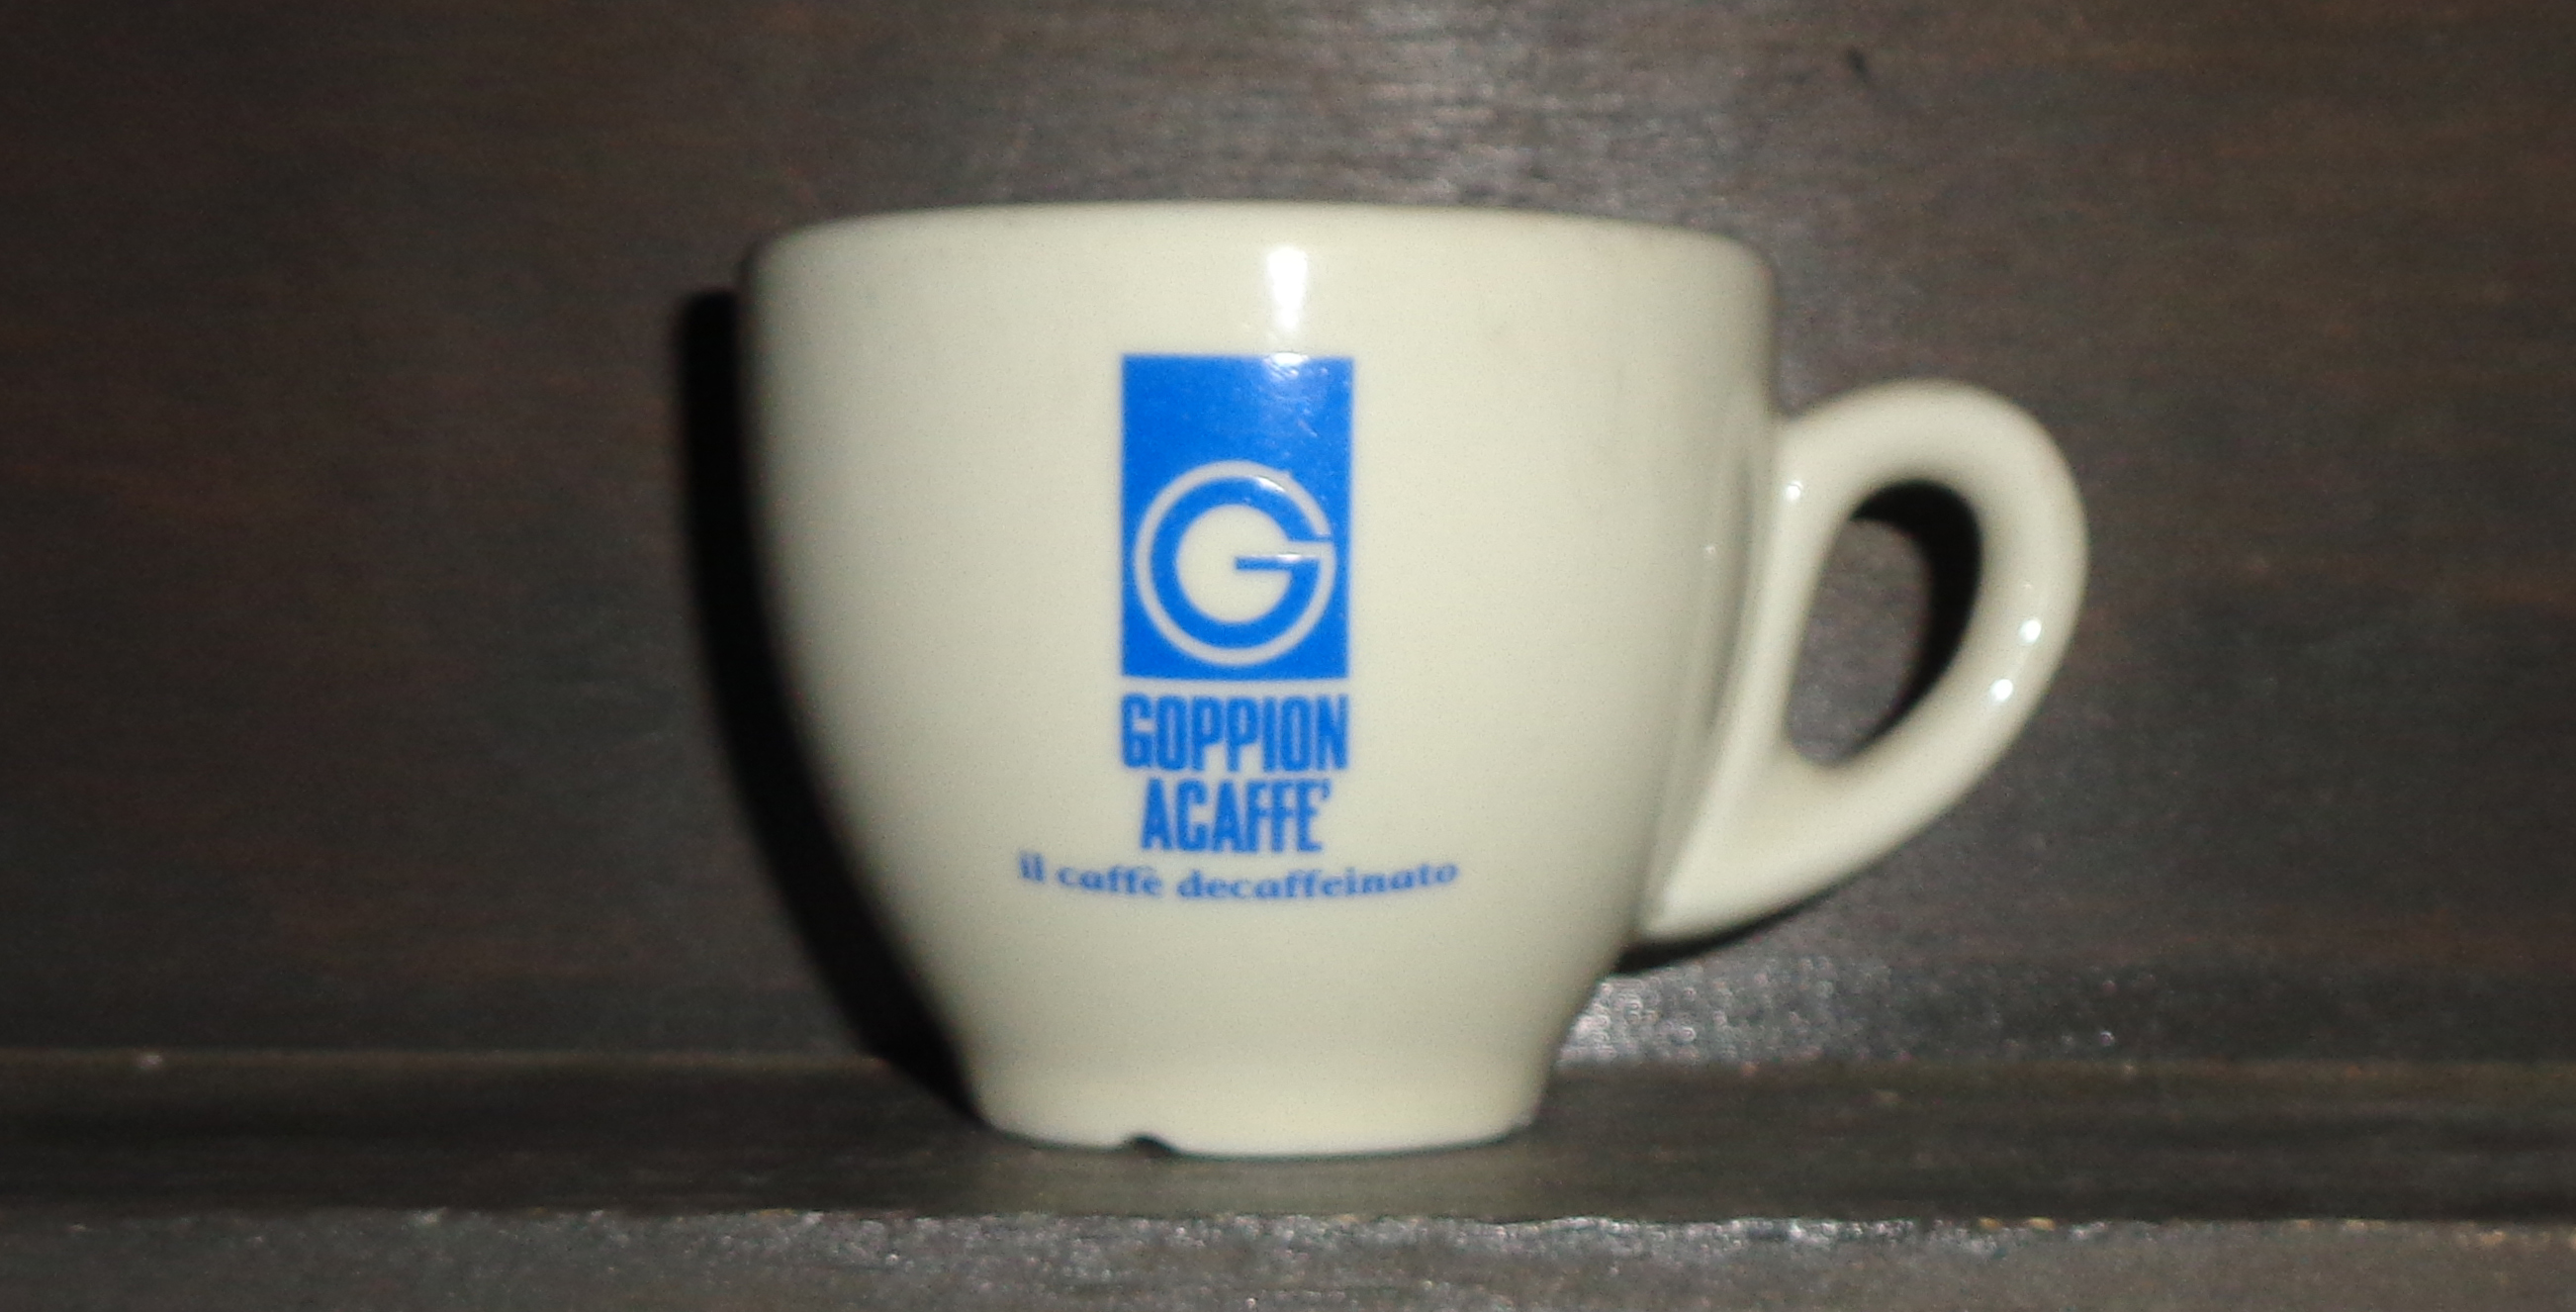 G
GOPPION
ACAFFE'
il caffè decaffeinato